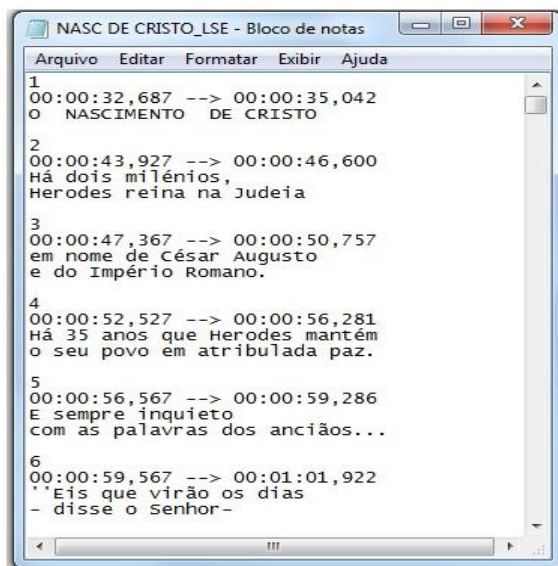 NASC DE CRISTO_LSE - Bloco de notas
Arquivo Editar Formatar Exibir Ajuda
1
00:00:32,687 --> 00:00:35,042
O  NASCIMENTO  DE CRISTO
2
00:00:43,927 --> 00:00:46,600
Há dois milénios,
Herodes reina na Judeia
3
00:00:47,367 --> 00:00:50,757
em nome de César Augusto
e do Império Romano.
4
00:00:52,527 --> 00:00:56,281
Há 35 anos que Herodes mantém
o seu povo em atribulada paz.
5
00:00:56,567 --> 00:00:59,286
E sempre inquieto
com as palavras dos anciãos...
6
00:00:59,567 --> 00:01:01,922
''Eis que virão os dias
- disse o Senhor-